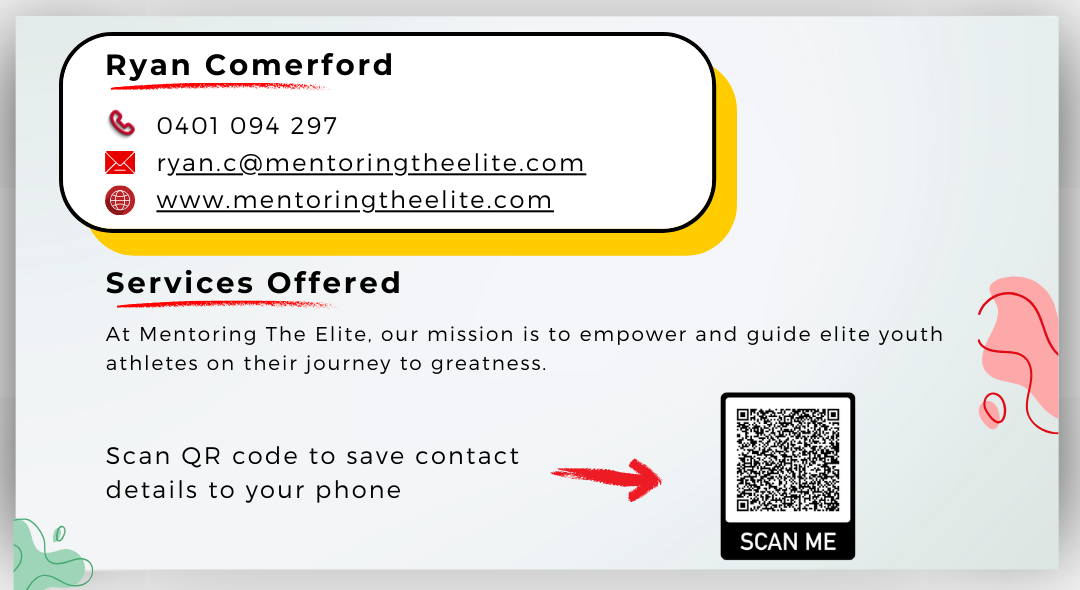 Ryan Comerford
0401 094 297
ryan.c@mentoringtheelite.com
www.mentoringtheelite.com
Services Offered
At Mentoring The Elite, our mission is to empower and guide elite youth
athletes on their journey to greatness.
Scan QR code to save contact
details to your phone
SCAN ME